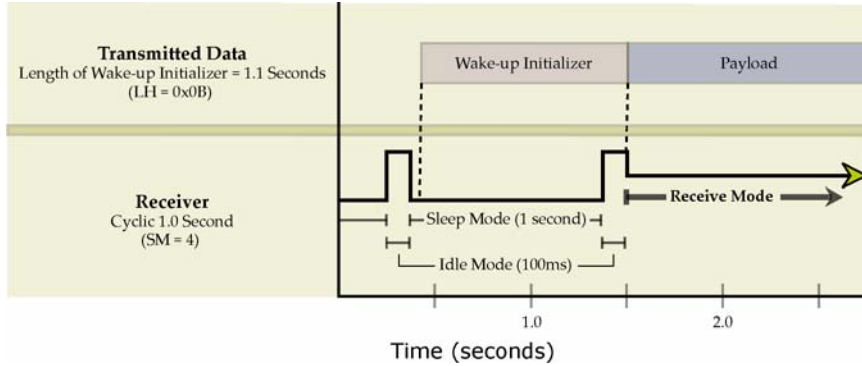 Transmitted Data
Length of Wake-up Initializer = 1.1 Seconds
(LH = 0x0B)
Wake-up Initializer
Payload
Receiver
Cyclic 1.0 Second
(SM = 4)
Sleep Mode (1 second)
Receive Mode
Idle Mode (100ms)
1.0
2.0
Time (seconds)